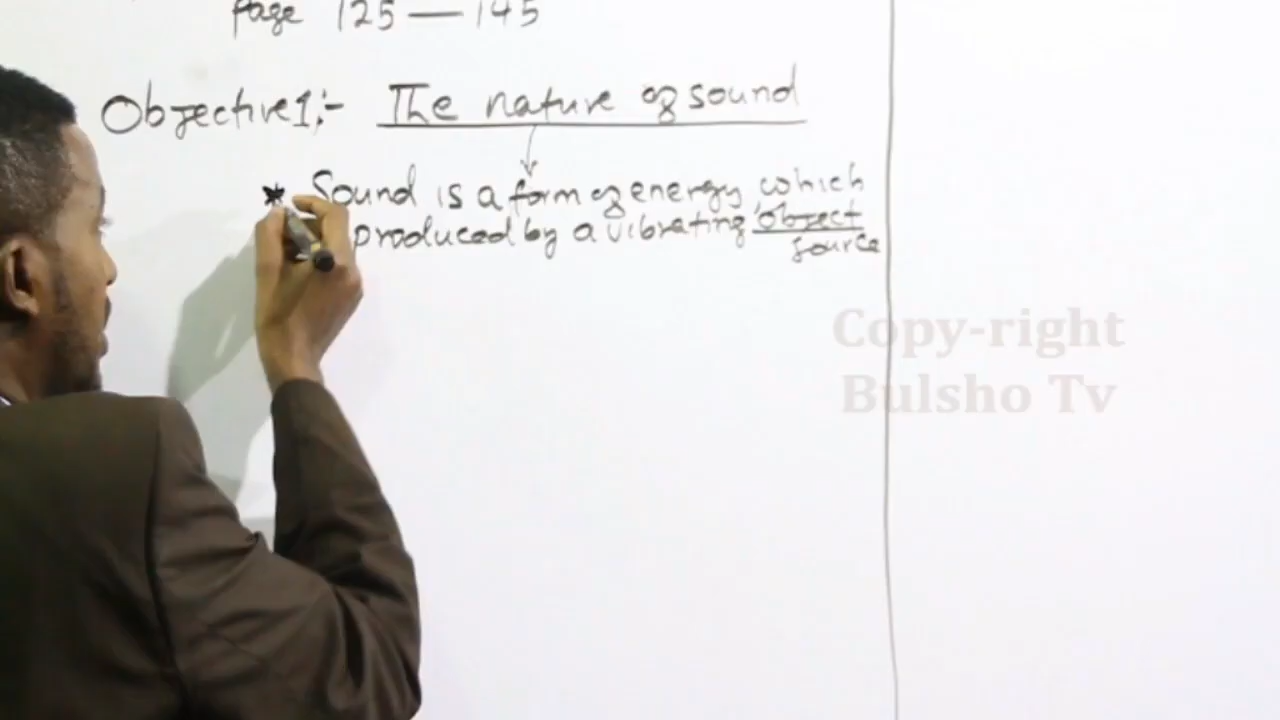 Page 125 — 145
Objective 1:- The nature of sound
* Sound is a form of energy which
produced by a vibrating object
source
Copy-right
Bulsho Tv